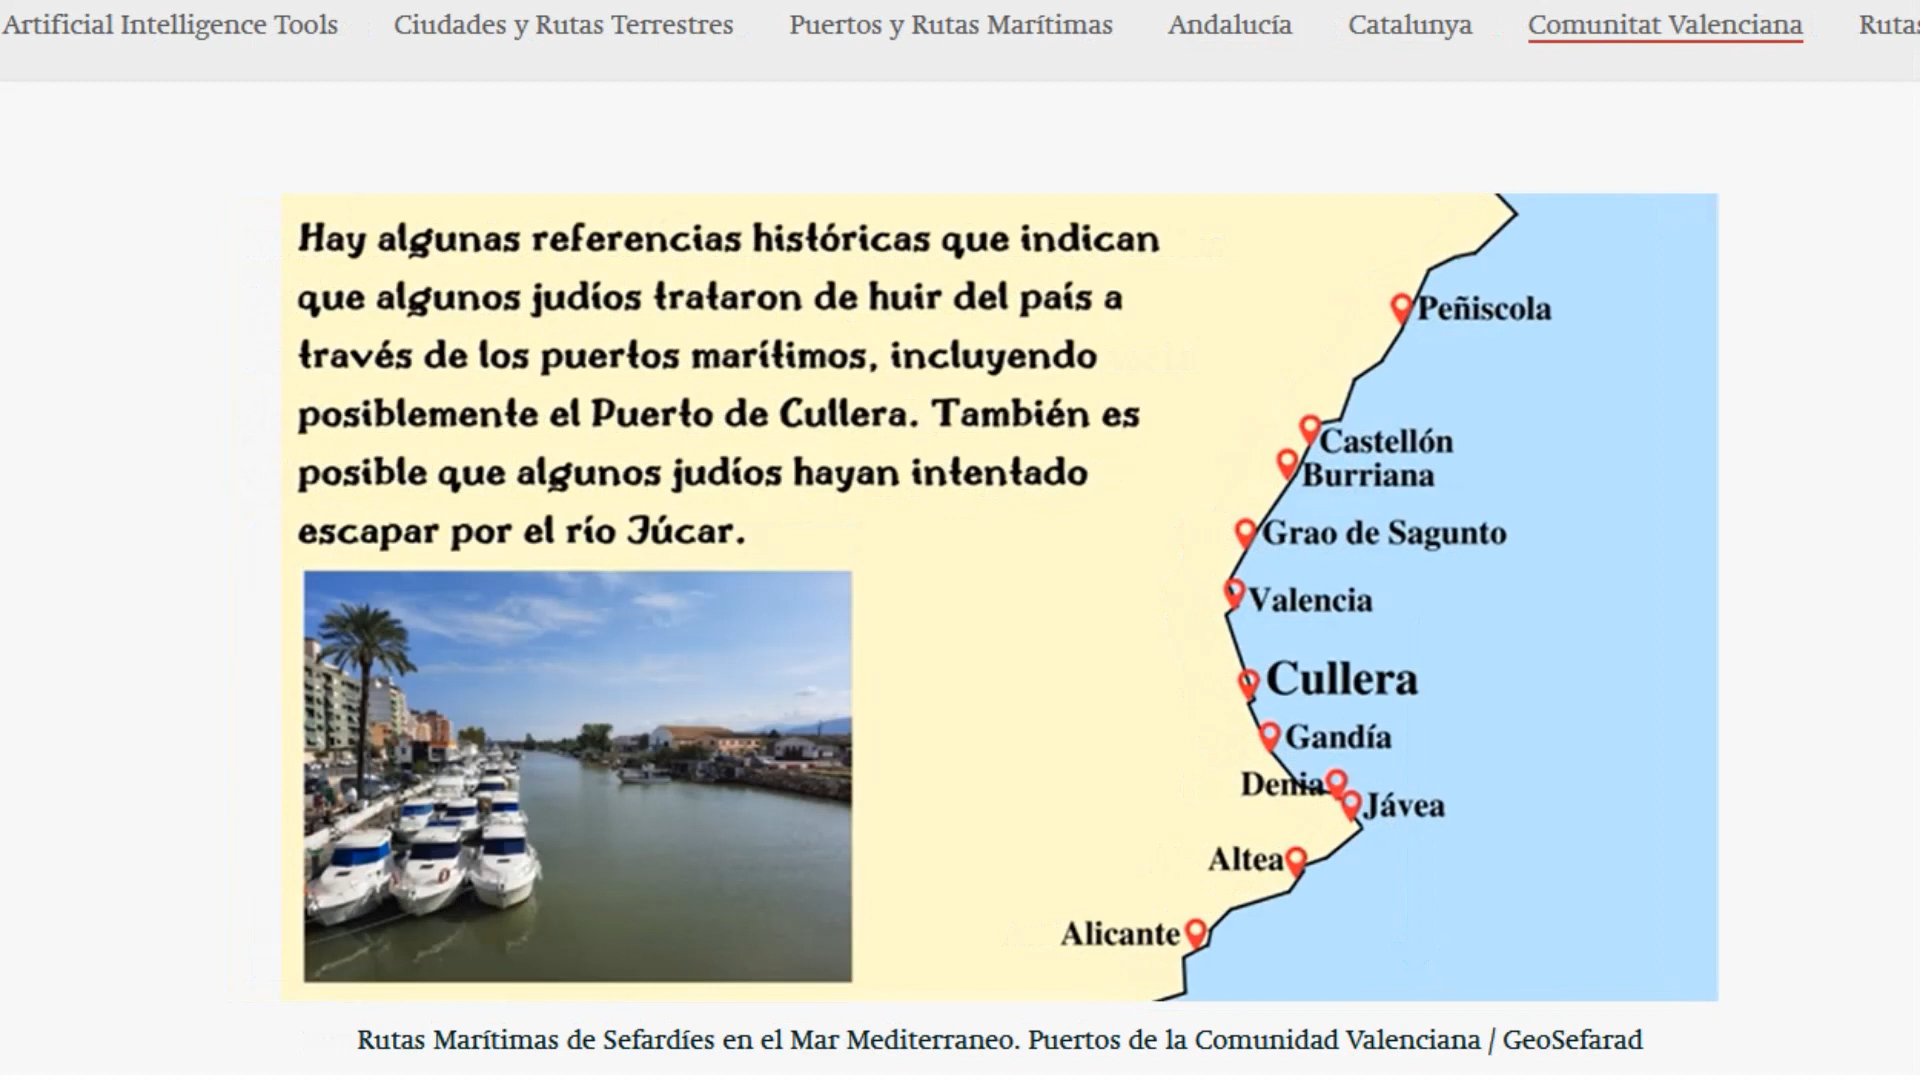 Artificial Intelligence Tools
Ciudades y Rutas Terrestres
Puertos y Rutas Marítimas
Andalucía
Catalunya
Comunitat Valenciana
Hay algunas referencias históricas que indican
que algunos judíos trataron de huir del país a
través de los puertos marítimos, incluyendo
posiblemente el Puerto de Cullera. También es
posible que algunos judíos hayan intentado
escapar por el río Júcar.
Peñiscola
Castellón
Burriana
Grao de Sagunto
Valencia
Cullera
Gandía
Denia
Jávea
Altea
Alicante
Rutas Marítimas de Sefardíes en el Mar Mediterraneo. Puertos de la Comunidad Valenciana / GeoSefarad